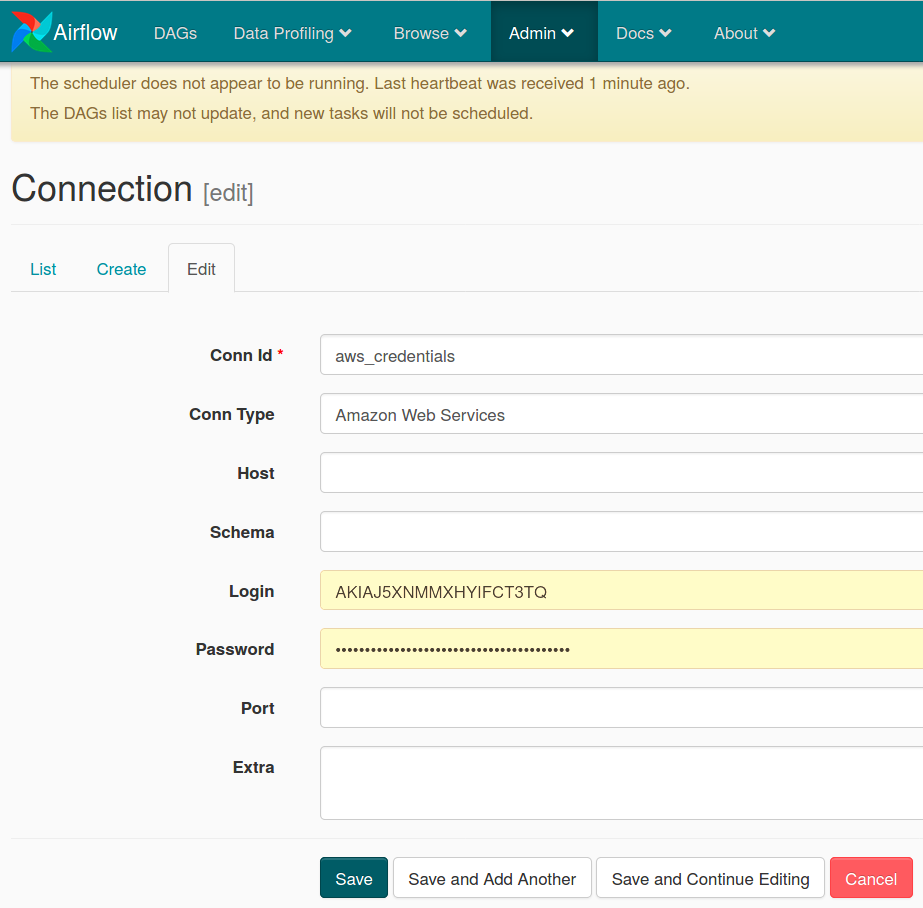 Airflow DAGs Data Profiling Browse Admin Docs About
The scheduler does not appear to be running. Last heartbeat was received 1 minute ago.
The DAGs list may not update, and new tasks will not be scheduled.
Connection [edit]
List Create Edit
Conn Id * aws_credentials
Conn Type Amazon Web Services
Host
Schema
Login AKIAJ5XNMMXHYIFCT3TQ
Password ••••••••••••••••••••••••••••••••••••••••
Port
Extra
Save Save and Add Another Save and Continue Editing Cancel